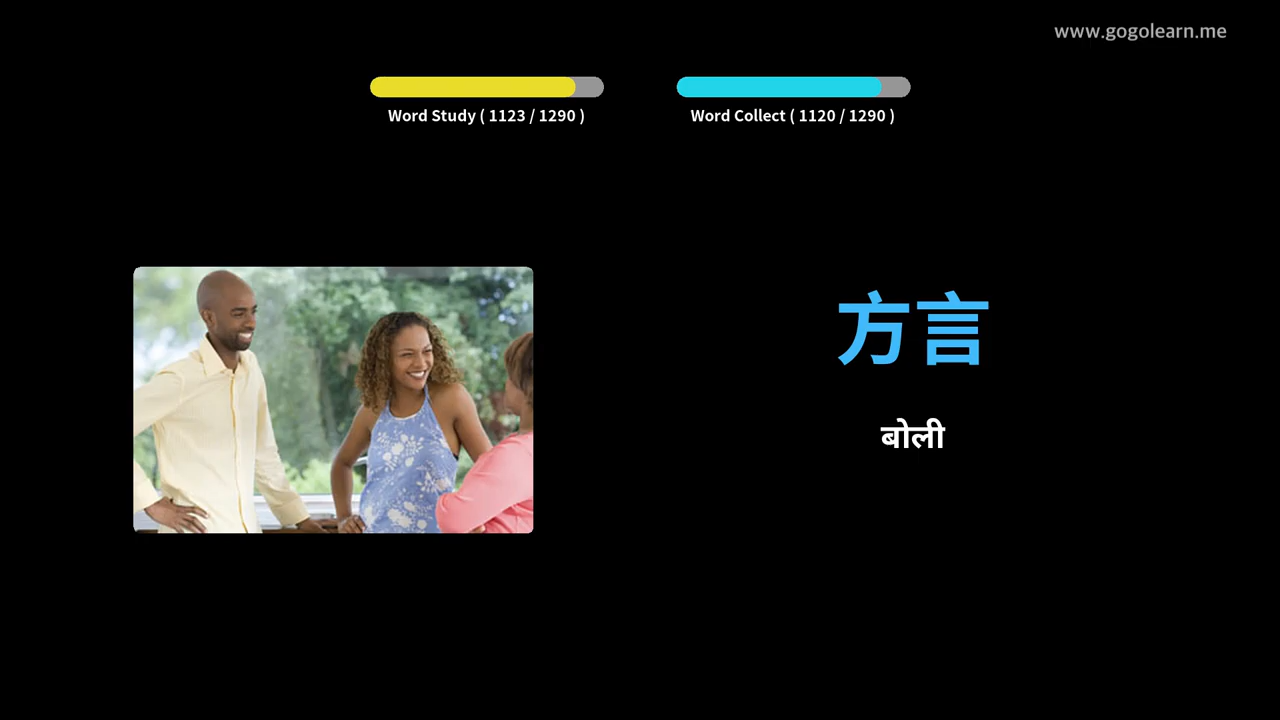 www.gogolearn.me
Word Study ( 1123 / 1290 )
Word Collect ( 1120 / 1290 )
方言
बोली